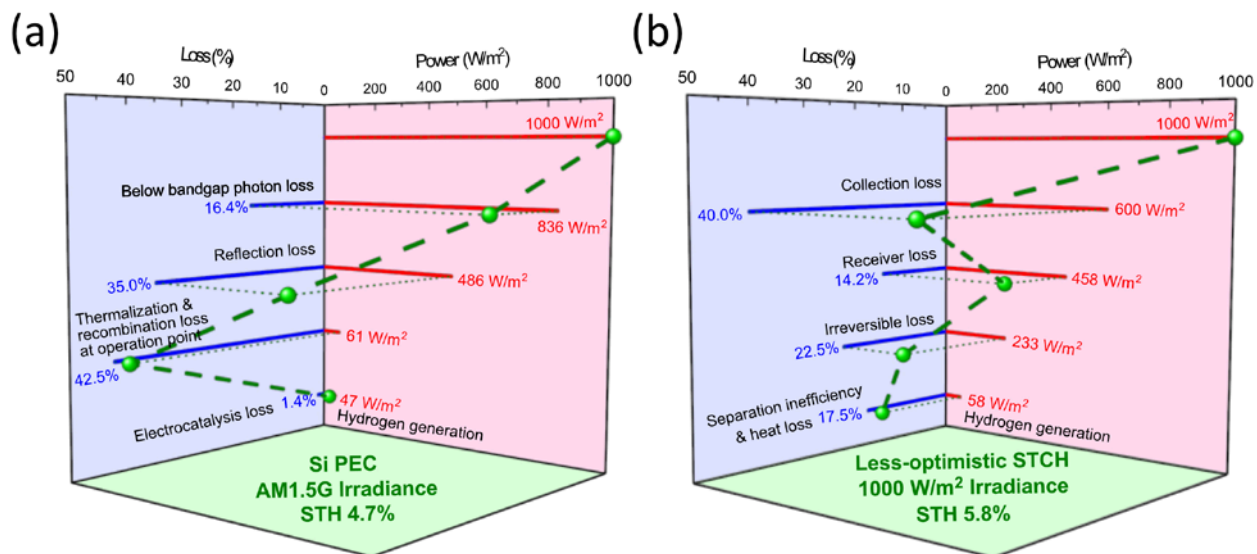 (a)
Loss(%)
Power (W/m²)
50 40 30 20 10 0 200 400 600 800 1000
1000 W/m²
Below bandgap photon loss
16.4%
836 W/m²
Reflection loss
35.0%
486 W/m²
Thermalization &
recombination loss
at operation point
42.5%
61 W/m²
Electrocatalysis loss
1.4%
47 W/m²
Hydrogen generation
Si PEC
AM1.5G Irradiance
STH 4.7%
(b)
Loss(%)
Power (W/m²)
50 40 30 20 10 0 200 400 600 800 1000
1000 W/m²
Collection loss
40.0%
600 W/m²
Receiver loss
14.2%
458 W/m²
Irreversible loss
22.5%
233 W/m²
Separation inefficiency
& heat loss
17.5%
58 W/m²
Hydrogen generation
Less-optimistic STCH
1000 W/m² Irradiance
STH 5.8%